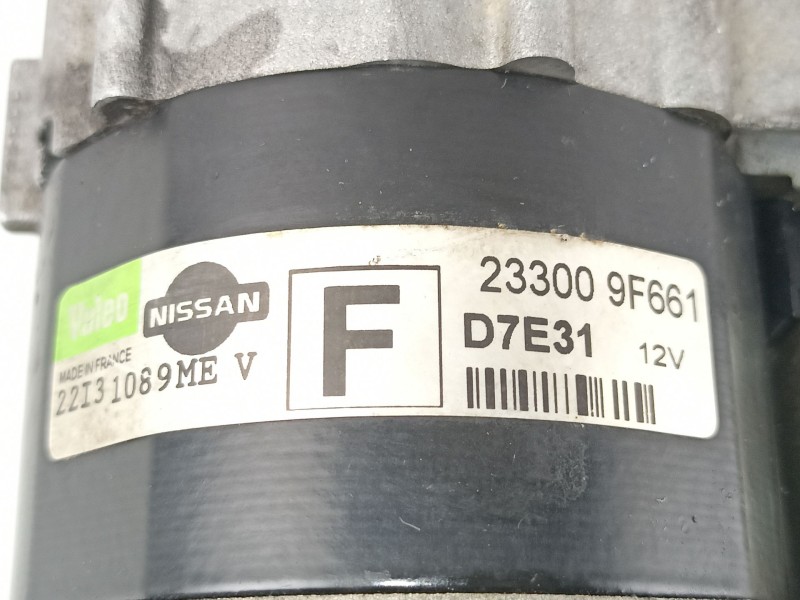 Valeo
NISSAN
MADE IN FRANCE
22I31089ME V
F
23300 9F661
D7E31 12V